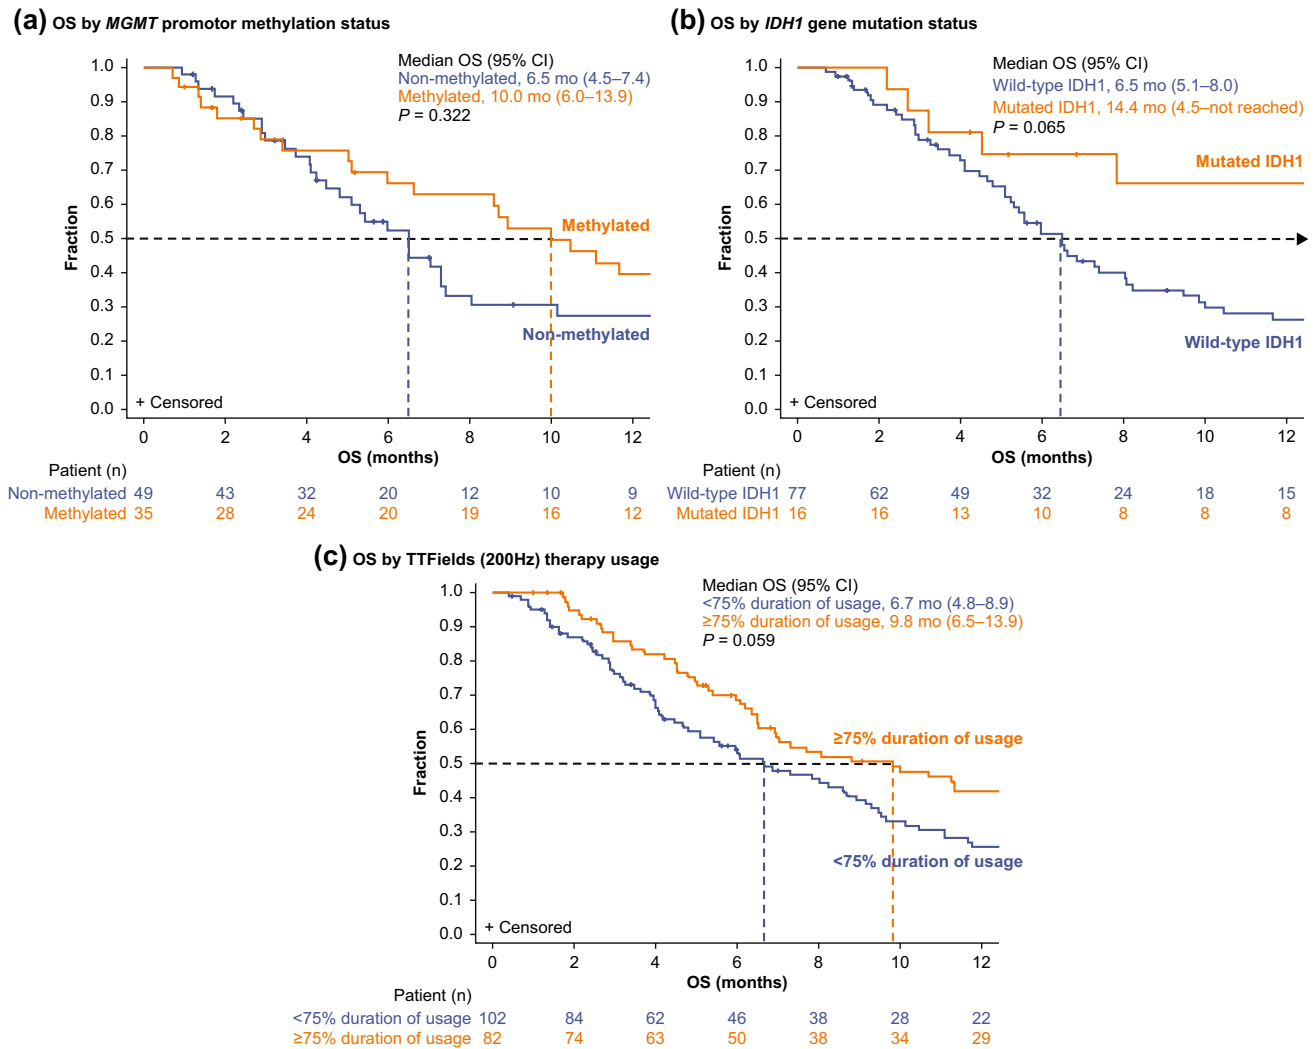 (a) OS by MGMT promotor methylation status
Median OS (95% CI)
Non-methylated, 6.5 mo (4.5–7.4)
Methylated, 10.0 mo (6.0–13.9)
P = 0.322
1.0
0.9
0.8
0.7
0.6
0.5
0.4
0.3
0.2
0.1
0.0
Fraction
Methylated
Non-methylated
+ Censored
0 2 4 6 8 10 12
OS (months)
Patient (n)
Non-methylated 49 43 32 20 12 10 9
Methylated 35 28 24 20 19 16 12
(b) OS by IDH1 gene mutation status
Median OS (95% CI)
Wild-type IDH1, 6.5 mo (5.1–8.0)
Mutated IDH1, 14.4 mo (4.5–not reached)
P = 0.065
1.0
0.9
0.8
0.7
0.6
0.5
0.4
0.3
0.2
0.1
0.0
Fraction
Mutated IDH1
Wild-type IDH1
+ Censored
0 2 4 6 8 10 12
OS (months)
Patient (n)
Wild-type IDH1 77 62 49 32 24 18 15
Mutated IDH1 16 16 13 10 8 8 8
(c) OS by TTFields (200Hz) therapy usage
Median OS (95% CI)
<75% duration of usage, 6.7 mo (4.8–8.9)
≥75% duration of usage, 9.8 mo (6.5–13.9)
P = 0.059
1.0
0.9
0.8
0.7
0.6
0.5
0.4
0.3
0.2
0.1
0.0
Fraction
≥75% duration of usage
<75% duration of usage
+ Censored
0 2 4 6 8 10 12
OS (months)
Patient (n)
<75% duration of usage 102 84 62 46 38 28 22
≥75% duration of usage 82 74 63 50 38 34 29